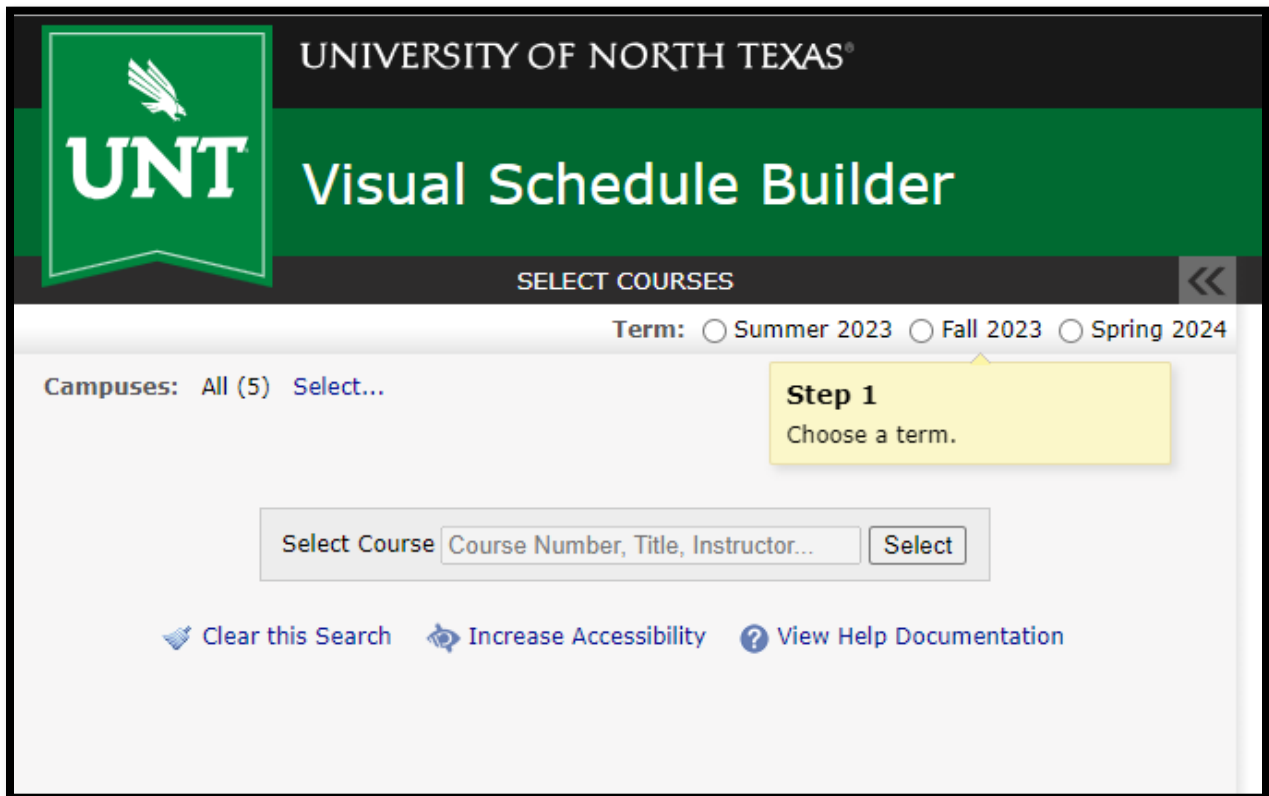 UNIVERSITY OF NORTH TEXAS®
UNT
Visual Schedule Builder
SELECT COURSES
Term: Summer 2023 Fall 2023 Spring 2024
Campuses: All (5) Select...
Step 1
Choose a term.
Select Course Course Number, Title, Instructor... Select
Clear this Search Increase Accessibility View Help Documentation